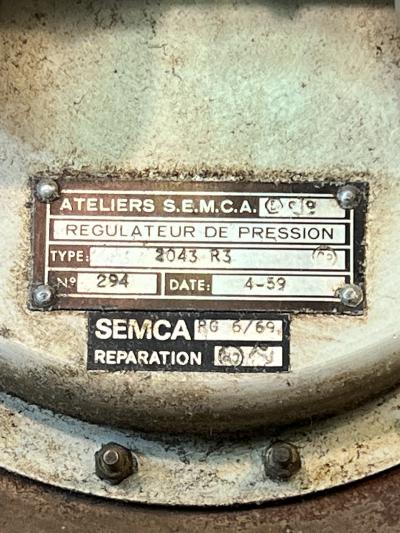 ATELIERS S.E.M.C.A.
REGULATEUR DE PRESSION
TYPE: 2043 R3
Nº 294 DATE: 4-59
SEMCA RG 6/69
REPARATION